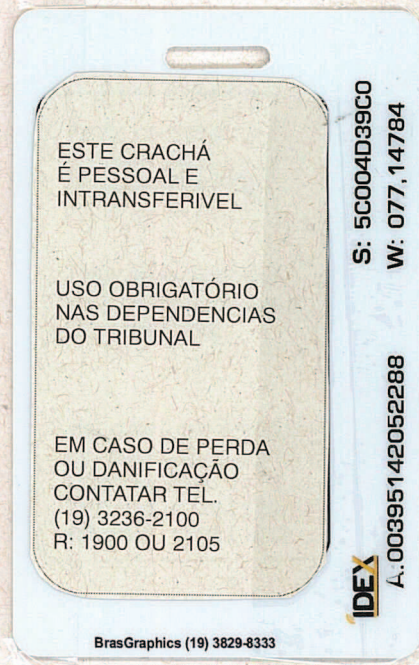 ESTE CRACHÁ
É PESSOAL E
INTRANSFERIVEL
USO OBRIGATÓRIO
NAS DEPENDENCIAS
DO TRIBUNAL
EM CASO DE PERDA
OU DANIFICAÇÃO
CONTATAR TEL.
(19) 3236-2100
R: 1900 OU 2105
BrasGraphics (19) 3829-8333
S: 5C004D39C0
W: 077,14784
IDEX
A:00395142052288